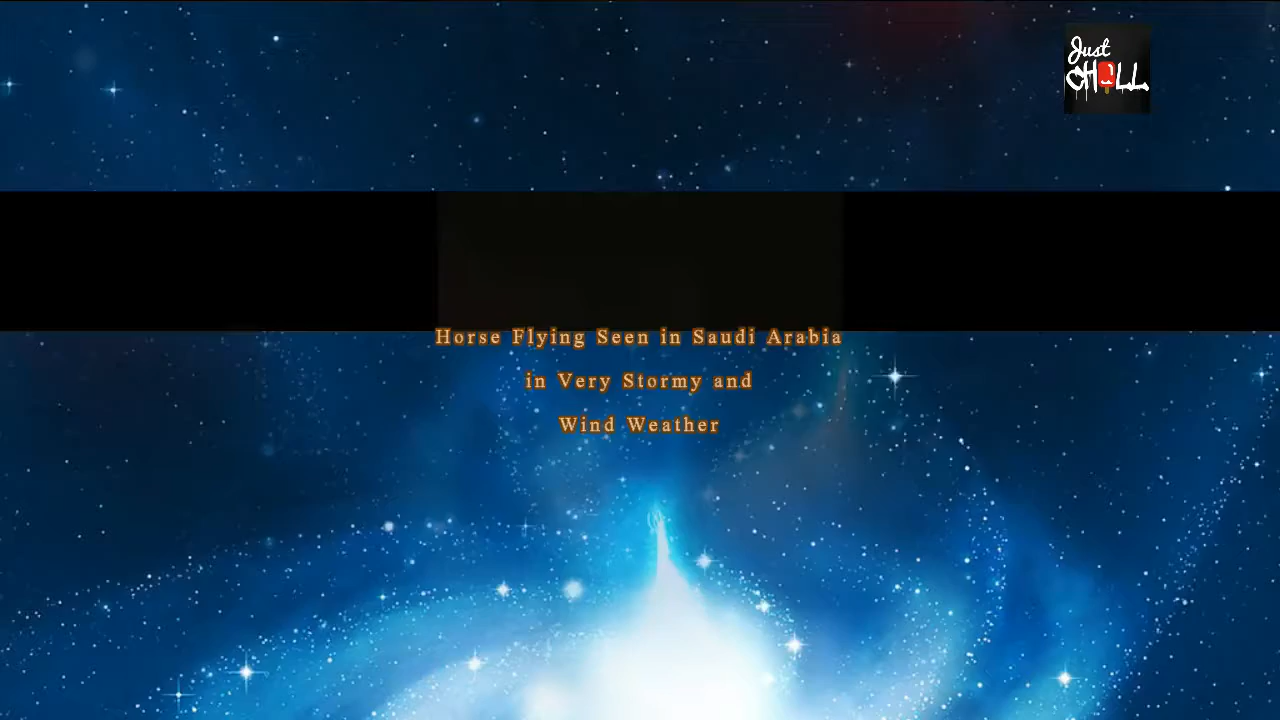 Just
CHILL
Horse Flying Seen in Saudi Arabia
in Very Stormy and
Wind Weather